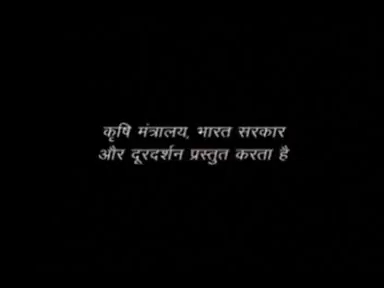 कृषि मंत्रालय, भारत सरकार
और दूरदर्शन प्रस्तुत करता है